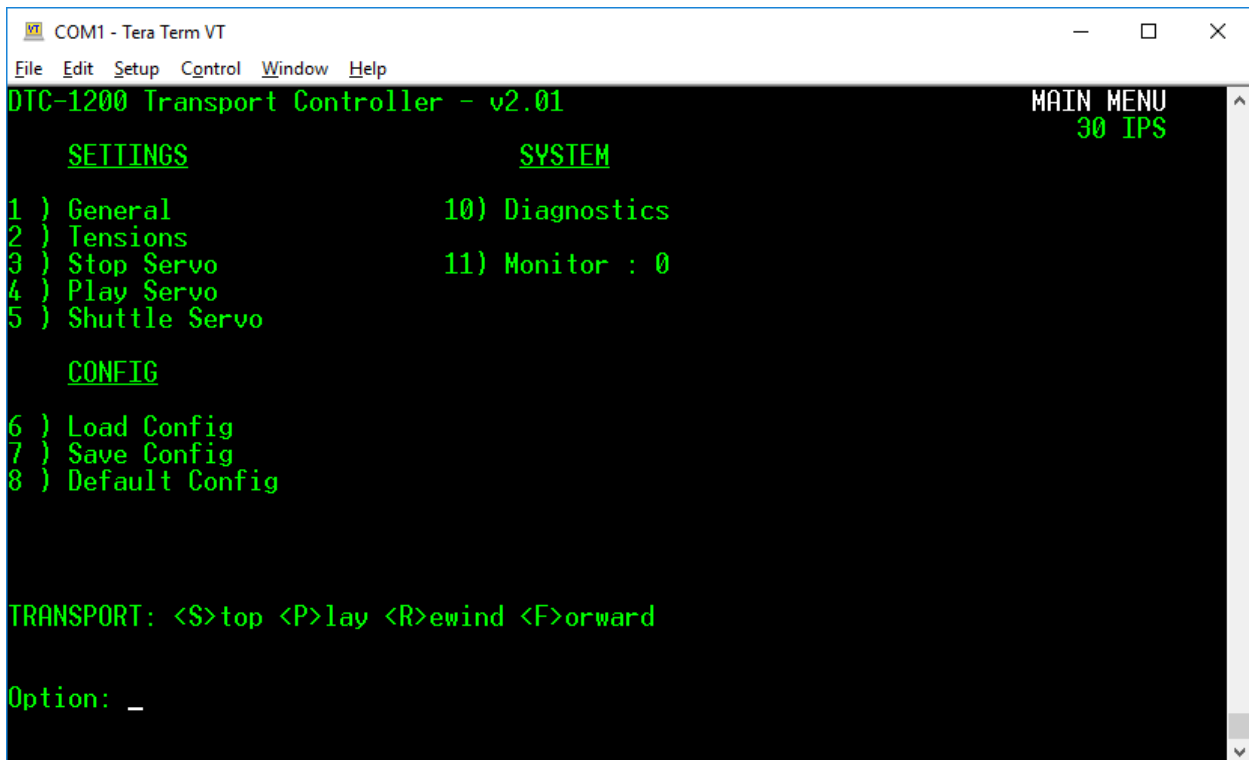 COM1 - Tera Term VT
File Edit Setup Control Window Help
DTC-1200 Transport Controller - v2.01 MAIN MENU
30 IPS
SETTINGS SYSTEM
1 ) General 10) Diagnostics
2 ) Tensions
3 ) Stop Servo 11) Monitor : 0
4 ) Play Servo
5 ) Shuttle Servo
CONFIG
6 ) Load Config
7 ) Save Config
8 ) Default Config
TRANSPORT: <S>top <P>lay <R>ewind <F>orward
Option: _